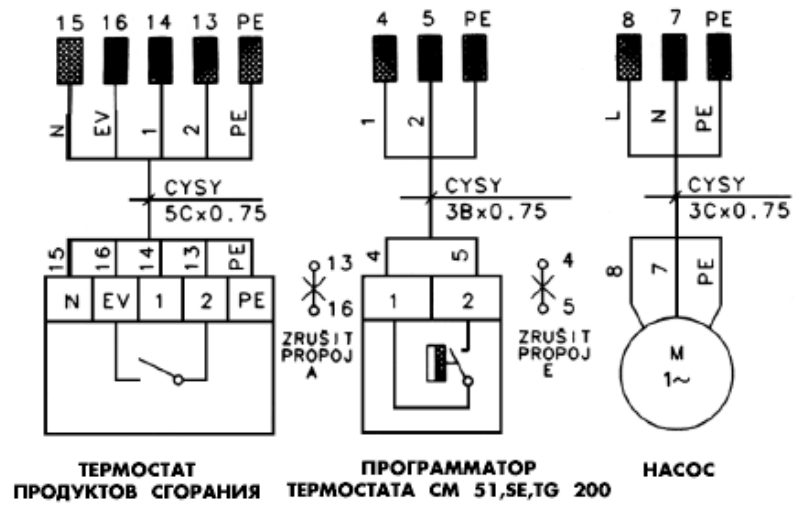 15 16 14 13 PE
4 5 PE
8 7 PE
N EV 1 2 PE
1 2
L N PE
CYSY
5Cx0.75
CYSY
3Bx0.75
CYSY
3Cx0.75
15 16 14 13 PE
4 5
8 7 PE
N EV 1 2 PE
13
16
ZRUŠIT
PROPOJ
A
1 2
4
5
ZRUŠIT
PROPOJ
E
M
1~
ТЕРМОСТАТ
ПРОДУКТОВ СГОРАНИЯ
ПРОГРАММАТОР
ТЕРМОСТАТА СМ 51,SE,TG 200
НАСОС